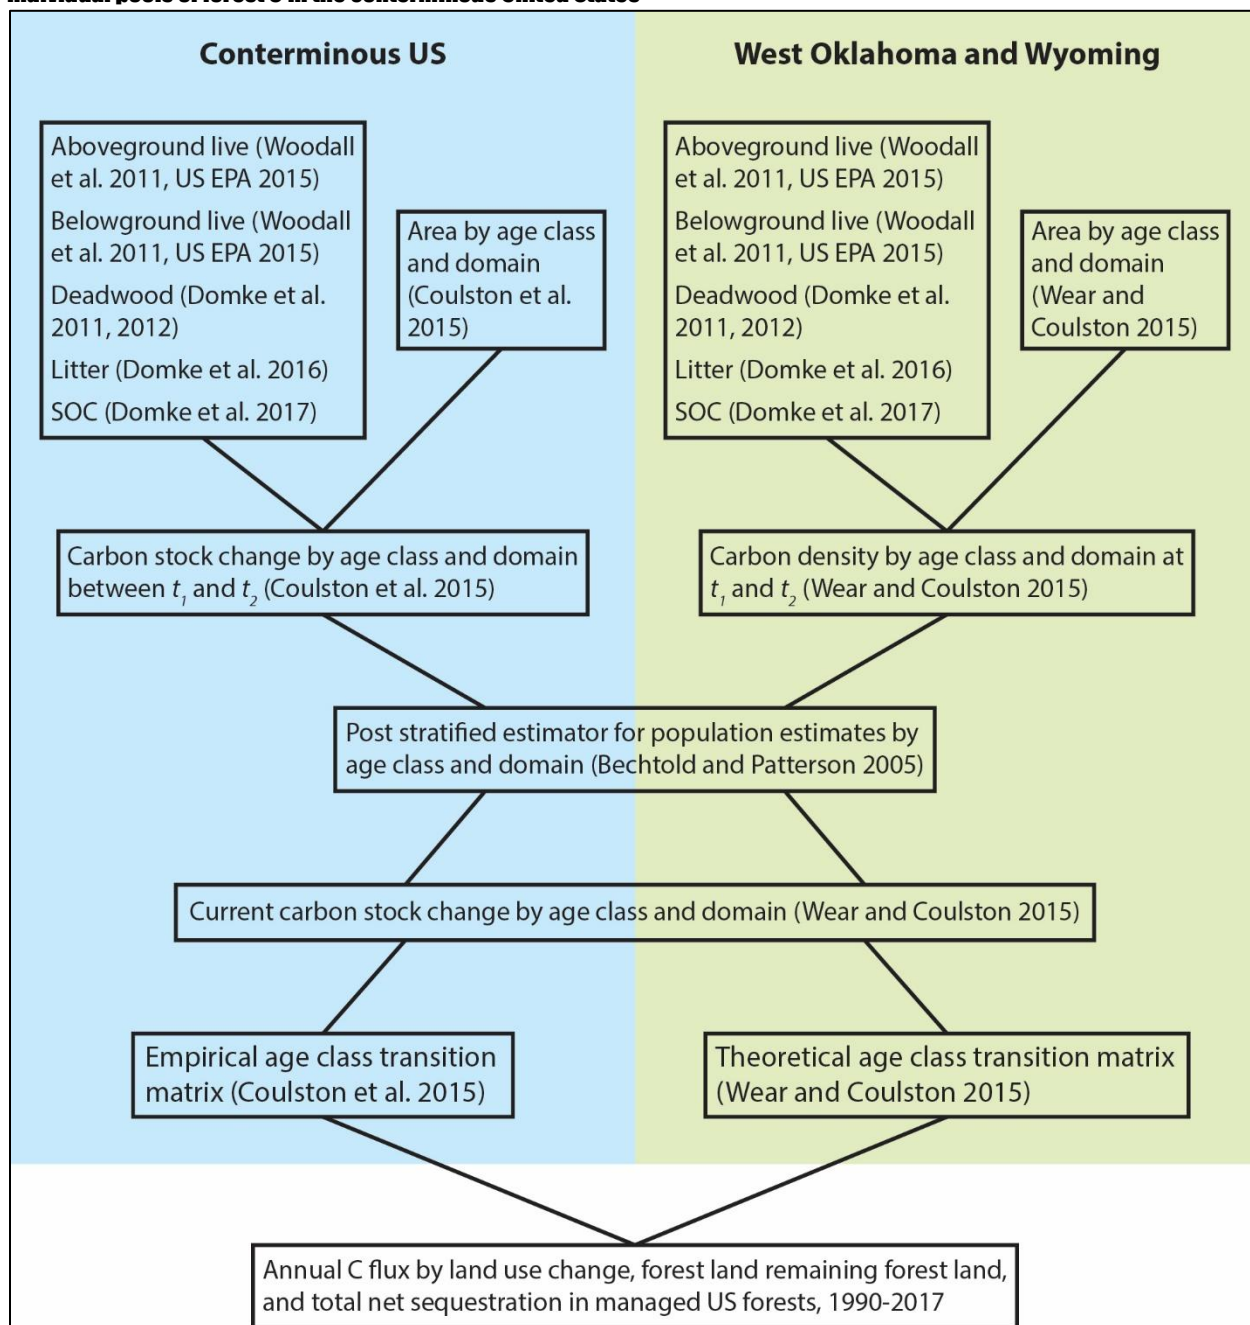 individual pools of forest C in the conterminous United States
Conterminous US
Aboveground live (Woodall
et al. 2011, US EPA 2015)
Belowground live (Woodall
et al. 2011, US EPA 2015)
Deadwood (Domke et al.
2011, 2012)
Litter (Domke et al. 2016)
SOC (Domke et al. 2017)
Area by age class
and domain
(Coulston et al.
2015)
Carbon stock change by age class and domain
between t1 and t2 (Coulston et al. 2015)
West Oklahoma and Wyoming
Aboveground live (Woodall
et al. 2011, US EPA 2015)
Belowground live (Woodall
et al. 2011, US EPA 2015)
Deadwood (Domke et al.
2011, 2012)
Litter (Domke et al. 2016)
SOC (Domke et al. 2017)
Area by age class
and domain
(Wear and
Coulston 2015)
Carbon density by age class and domain at
t1 and t2 (Wear and Coulston 2015)
Post stratified estimator for population estimates by
age class and domain (Bechtold and Patterson 2005)
Current carbon stock change by age class and domain (Wear and Coulston 2015)
Empirical age class transition
matrix (Coulston et al. 2015)
Theoretical age class transition matrix
(Wear and Coulston 2015)
Annual C flux by land use change, forest land remaining forest land,
and total net sequestration in managed US forests, 1990-2017